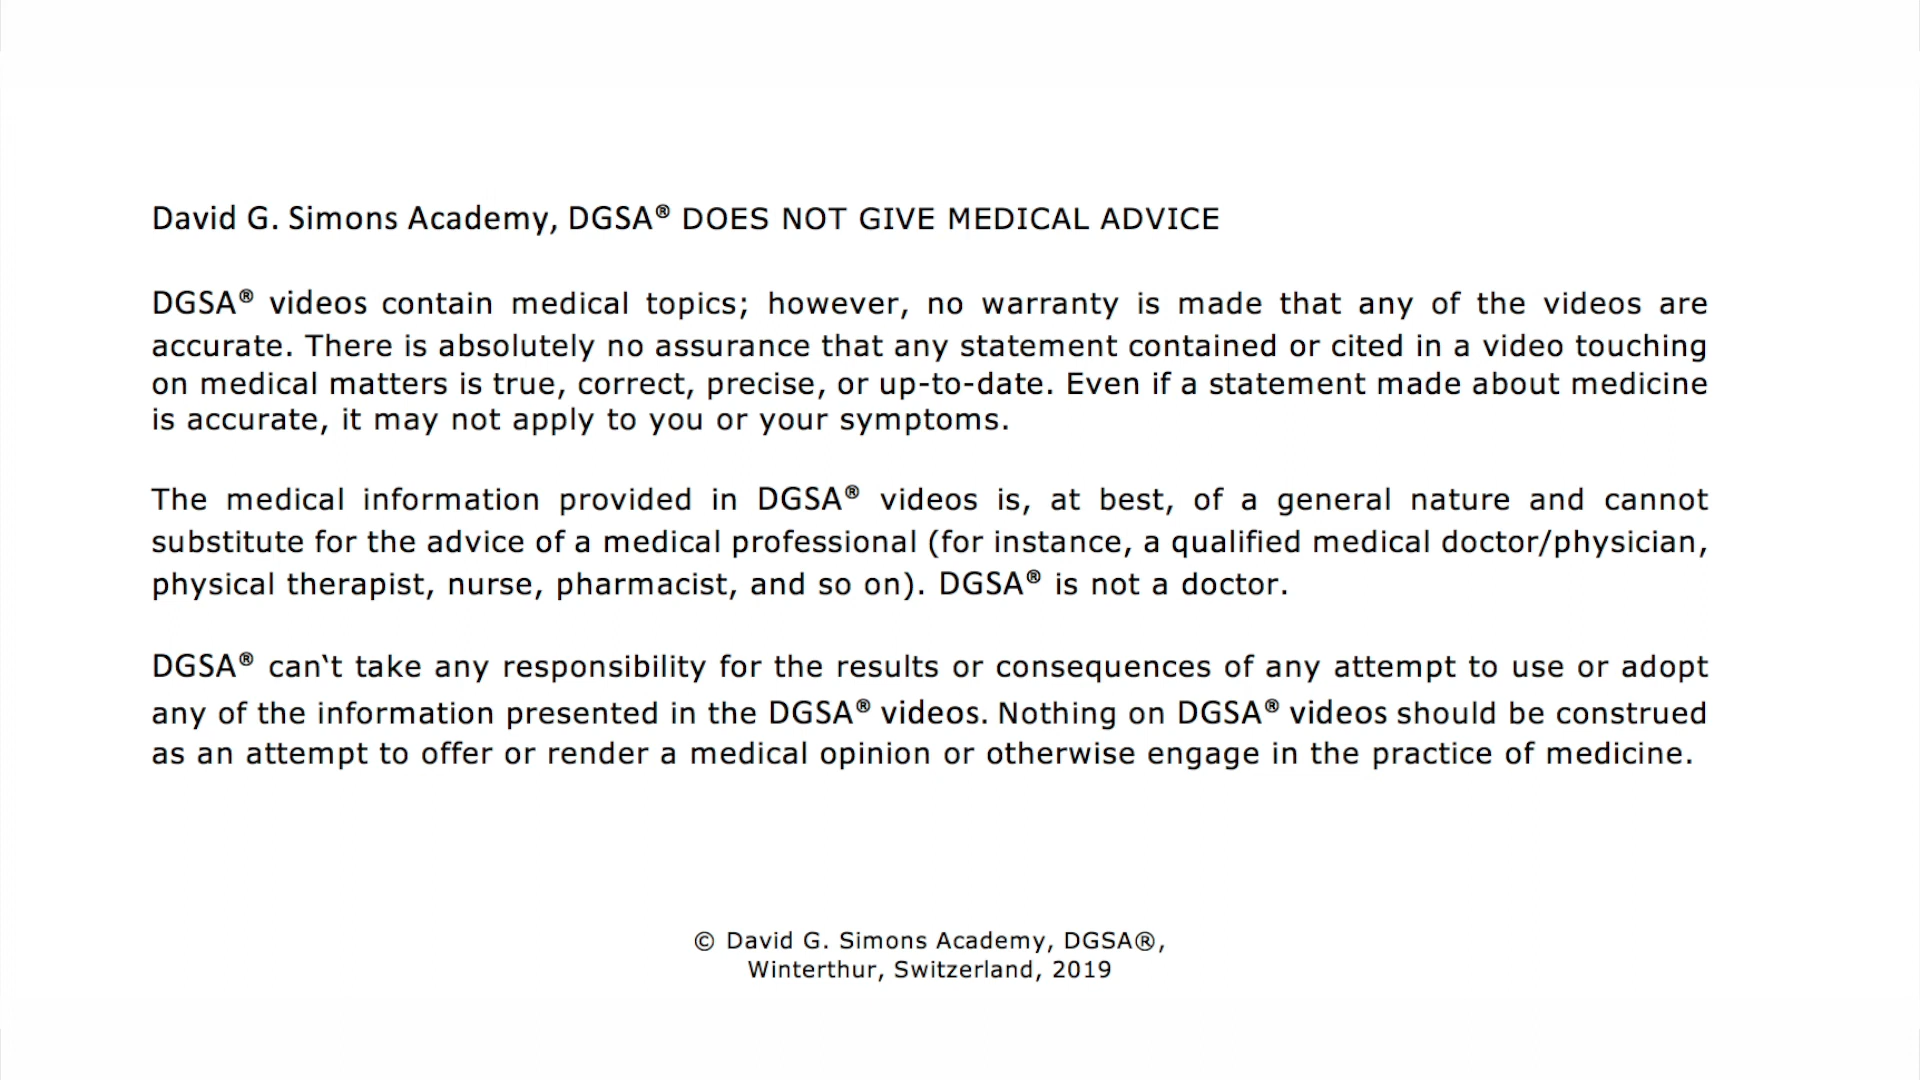 David G. Simons Academy, DGSA® DOES NOT GIVE MEDICAL ADVICE
DGSA® videos contain medical topics; however, no warranty is made that any of the videos are
accurate. There is absolutely no assurance that any statement contained or cited in a video touching
on medical matters is true, correct, precise, or up-to-date. Even if a statement made about medicine
is accurate, it may not apply to you or your symptoms.
The medical information provided in DGSA® videos is, at best, of a general nature and cannot
substitute for the advice of a medical professional (for instance, a qualified medical doctor/physician,
physical therapist, nurse, pharmacist, and so on). DGSA® is not a doctor.
DGSA® can‛t take any responsibility for the results or consequences of any attempt to use or adopt
any of the information presented in the DGSA® videos. Nothing on DGSA® videos should be construed
as an attempt to offer or render a medical opinion or otherwise engage in the practice of medicine.
© David G. Simons Academy, DGSA®,
Winterthur, Switzerland, 2019